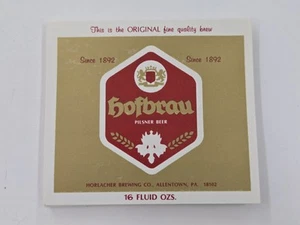 This is the ORIGINAL fine quality brew
Since 1892 Since 1892
Hofbrau
PILSNER BEER
HORLACHER BREWING CO., ALLENTOWN, PA. 18102
16 FLUID OZS.